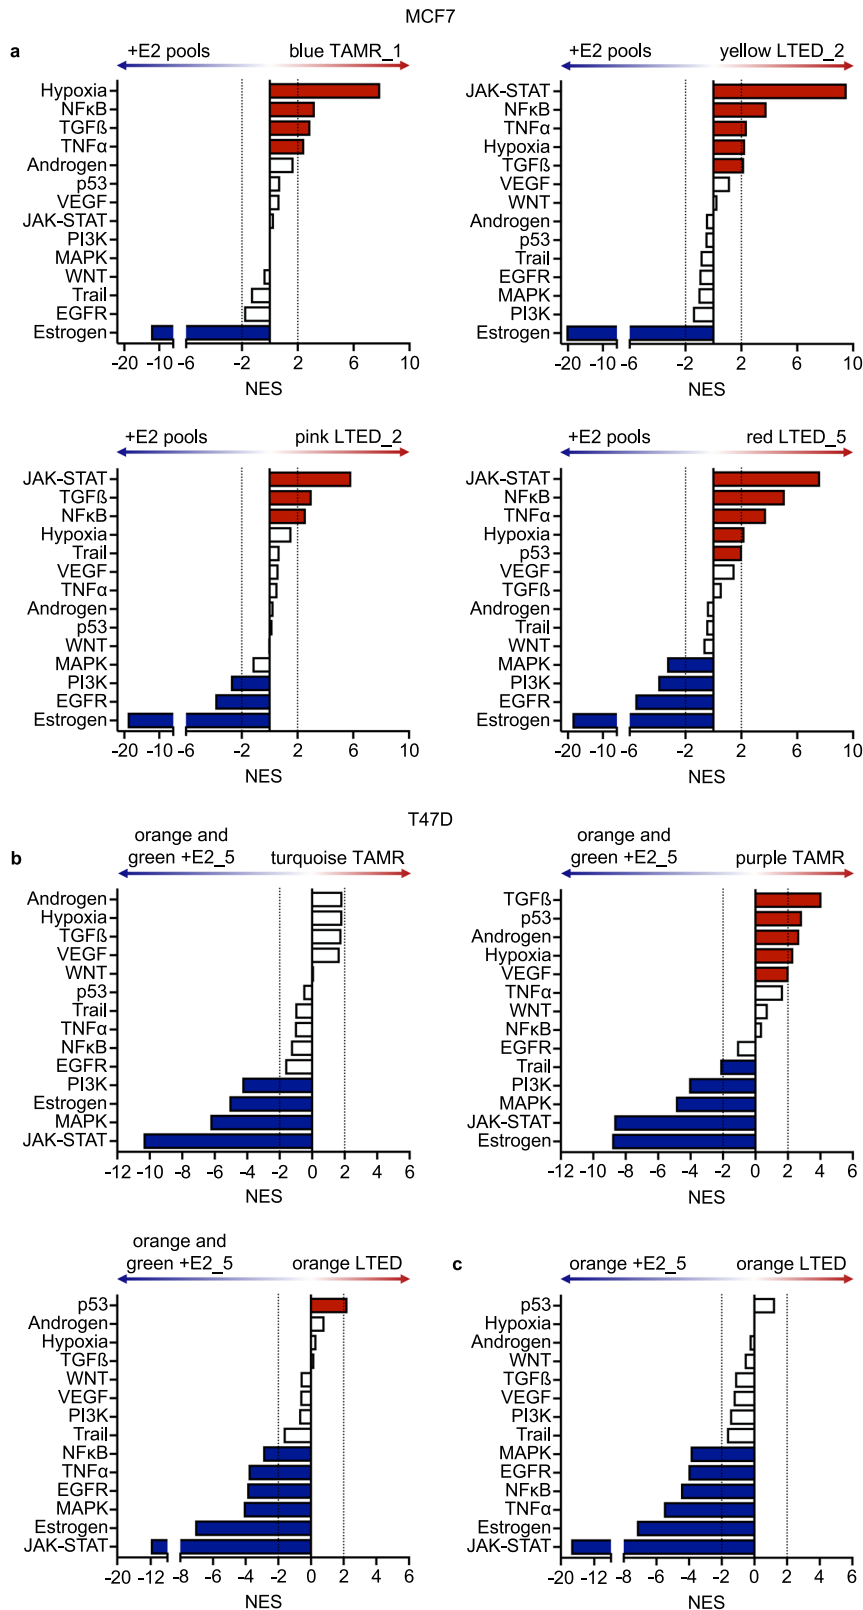 MCF7
a
+E2 pools blue TAMR_1
Hypoxia
NFκB
TGFß
TNFα
Androgen
p53
VEGF
JAK-STAT
PI3K
MAPK
WNT
Trail
EGFR
Estrogen
-20 -10 -6 -2 2 6 10
NES
+E2 pools yellow LTED_2
JAK-STAT
NFκB
TNFα
Hypoxia
TGFß
VEGF
WNT
Androgen
p53
Trail
EGFR
MAPK
PI3K
Estrogen
-20 -10 -6 -2 2 6 10
NES
+E2 pools pink LTED_2
JAK-STAT
TGFß
NFκB
Hypoxia
Trail
VEGF
TNFα
Androgen
p53
WNT
MAPK
PI3K
EGFR
Estrogen
-20 -10 -6 -2 2 6 10
NES
+E2 pools red LTED_5
JAK-STAT
NFκB
TNFα
Hypoxia
p53
VEGF
TGFß
Androgen
Trail
WNT
MAPK
PI3K
EGFR
Estrogen
-20 -10 -6 -2 2 6 10
NES
T47D
b
orange and
green +E2_5 turquoise TAMR
Androgen
Hypoxia
TGFß
VEGF
WNT
p53
Trail
TNFα
NFκB
EGFR
PI3K
Estrogen
MAPK
JAK-STAT
-12 -10 -8 -6 -4 -2 0 2 4 6
NES
orange and
green +E2_5 purple TAMR
TGFß
p53
Androgen
Hypoxia
VEGF
TNFα
WNT
NFκB
EGFR
Trail
PI3K
MAPK
JAK-STAT
Estrogen
-12 -10 -8 -6 -4 -2 0 2 4 6
NES
orange and
green +E2_5 orange LTED
p53
Androgen
Hypoxia
TGFß
WNT
VEGF
PI3K
Trail
NFκB
TNFα
EGFR
MAPK
Estrogen
JAK-STAT
-20 -12 -8 -6 -4 -2 0 2 4 6
NES
c
orange +E2_5 orange LTED
p53
Hypoxia
Androgen
WNT
TGFß
VEGF
PI3K
Trail
MAPK
EGFR
NFκB
TNFα
Estrogen
JAK-STAT
-20 -12 -8 -6 -4 -2 0 2 4 6
NES